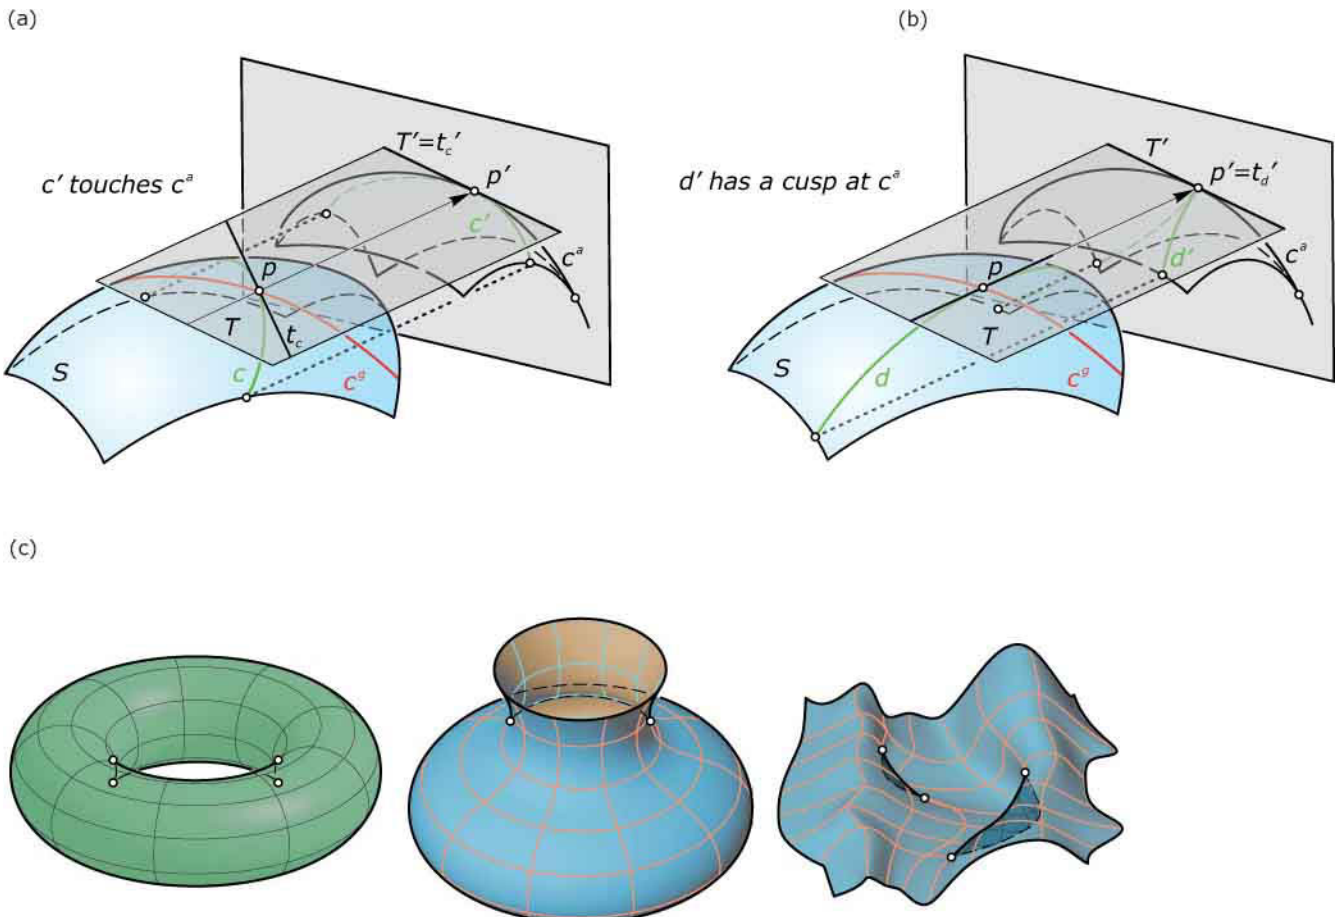 (a)
(b)
T'=t꜀'
T'
p'
p'=t_d'
c' touches cᵃ
d' has a cusp at cᵃ
c'
d'
cᵃ
cᵃ
p
p
T
T
t꜀
S
S
c
d
cᵍ
cᵍ
(c)